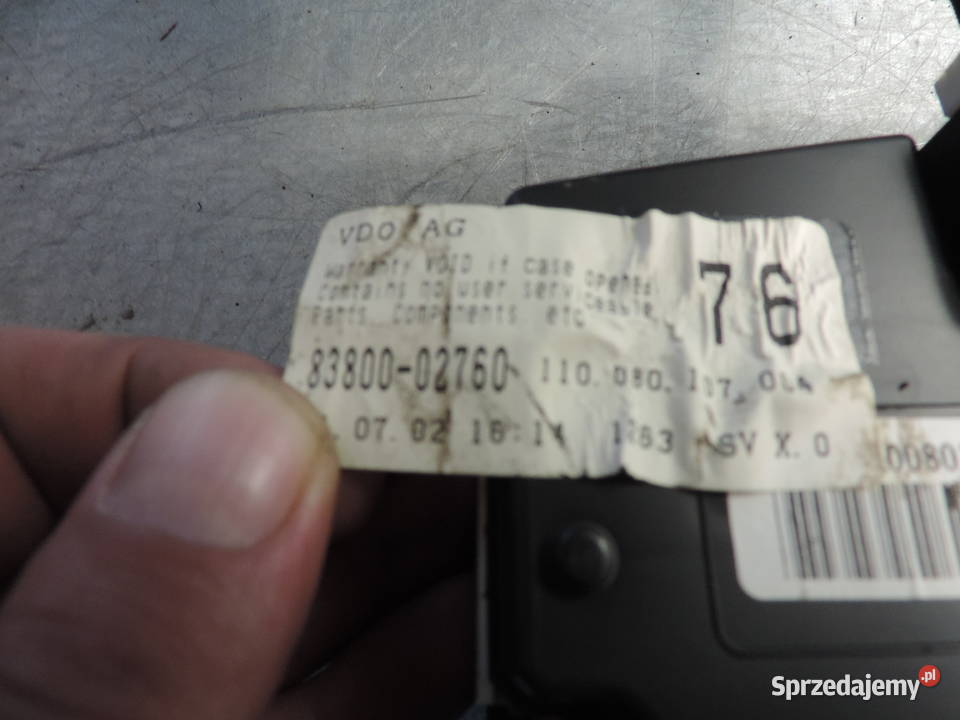 VDO AG
Warranty VOID if case opened
contains no user serviceable
Parts Components etc
76
83800-02760 110.080.107
07.02 16:14 SV X.0
0080
Sprzedajemy.pl